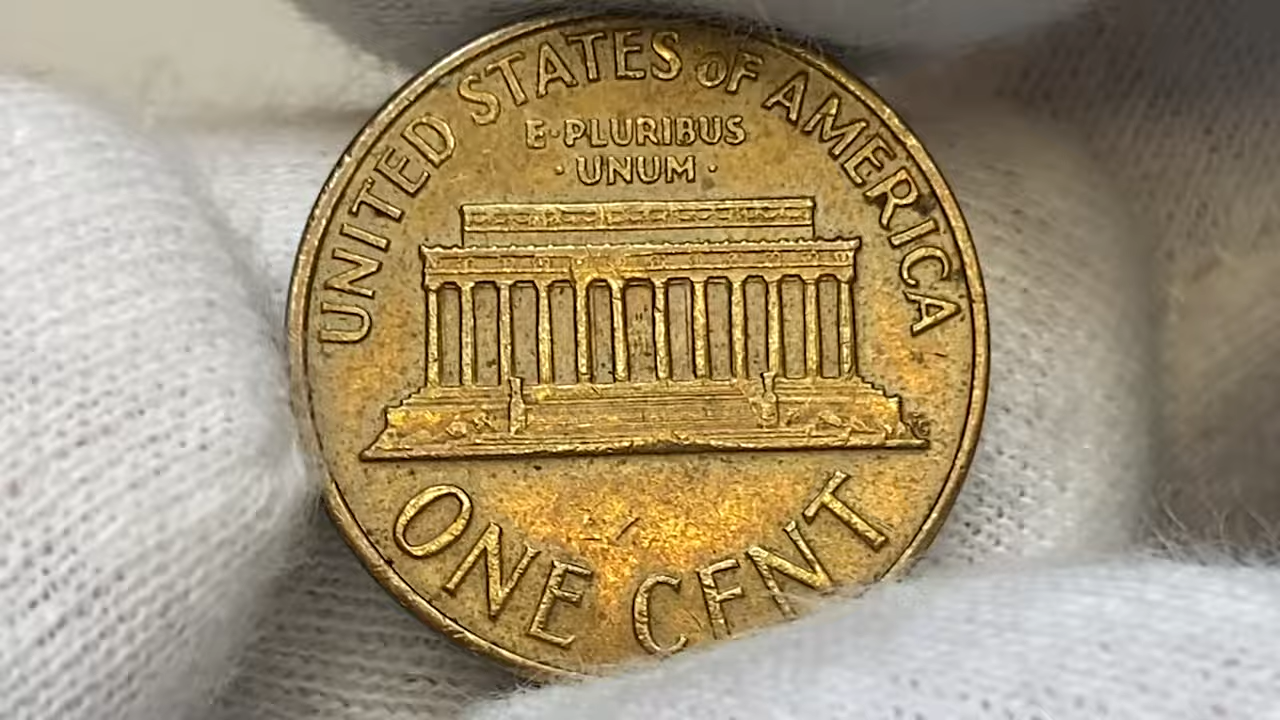 UNITED STATES OF AMERICA
E·PLURIBUS
·UNUM·
ONE CENT